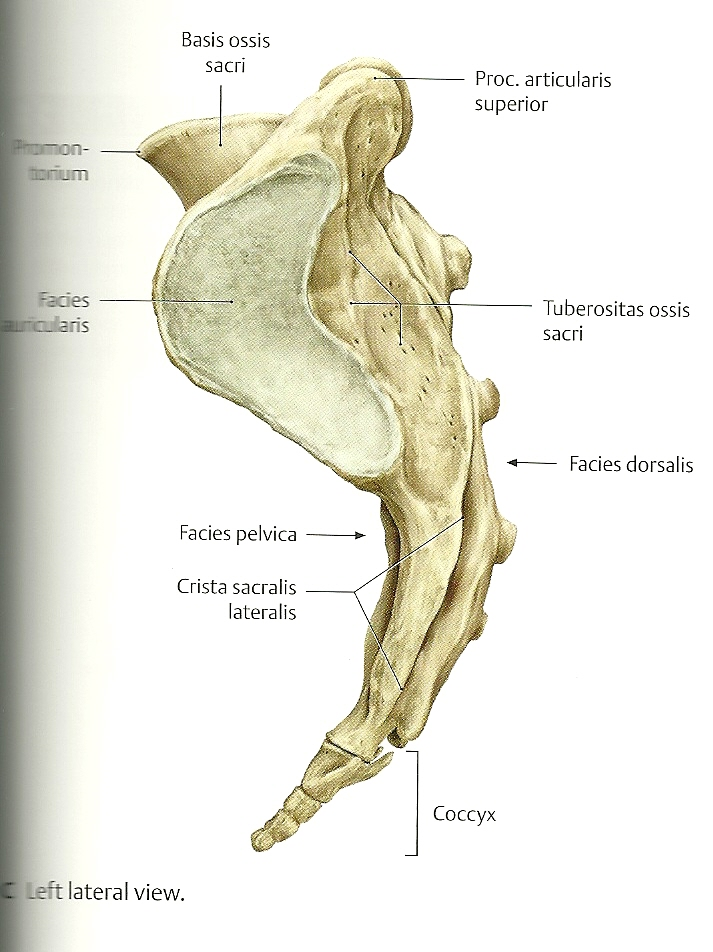 Basis ossis
sacri
Proc. articularis
superior
Promon-
torium
Facies
auricularis
Tuberositas ossis
sacri
Facies dorsalis
Facies pelvica
Crista sacralis
lateralis
Coccyx
C Left lateral view.